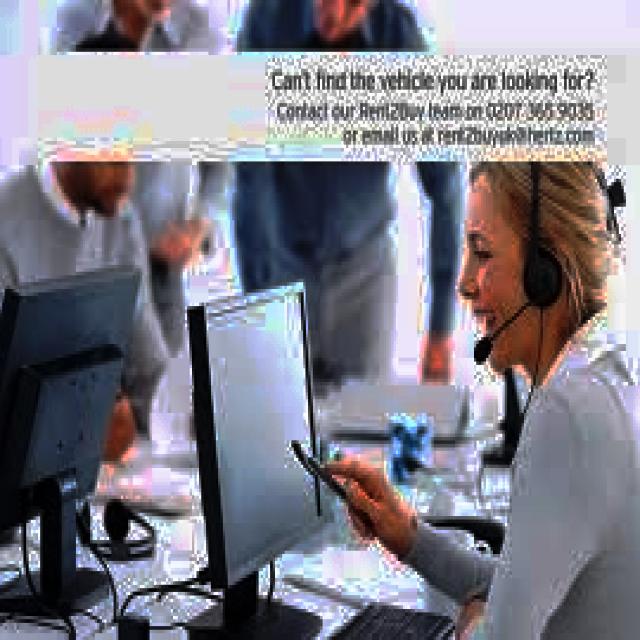 Can't find the vehicle you are looking for?
Contact our Rent2Buy team on 0207 365 9036
or email us at rent2buyuk@hertz.com